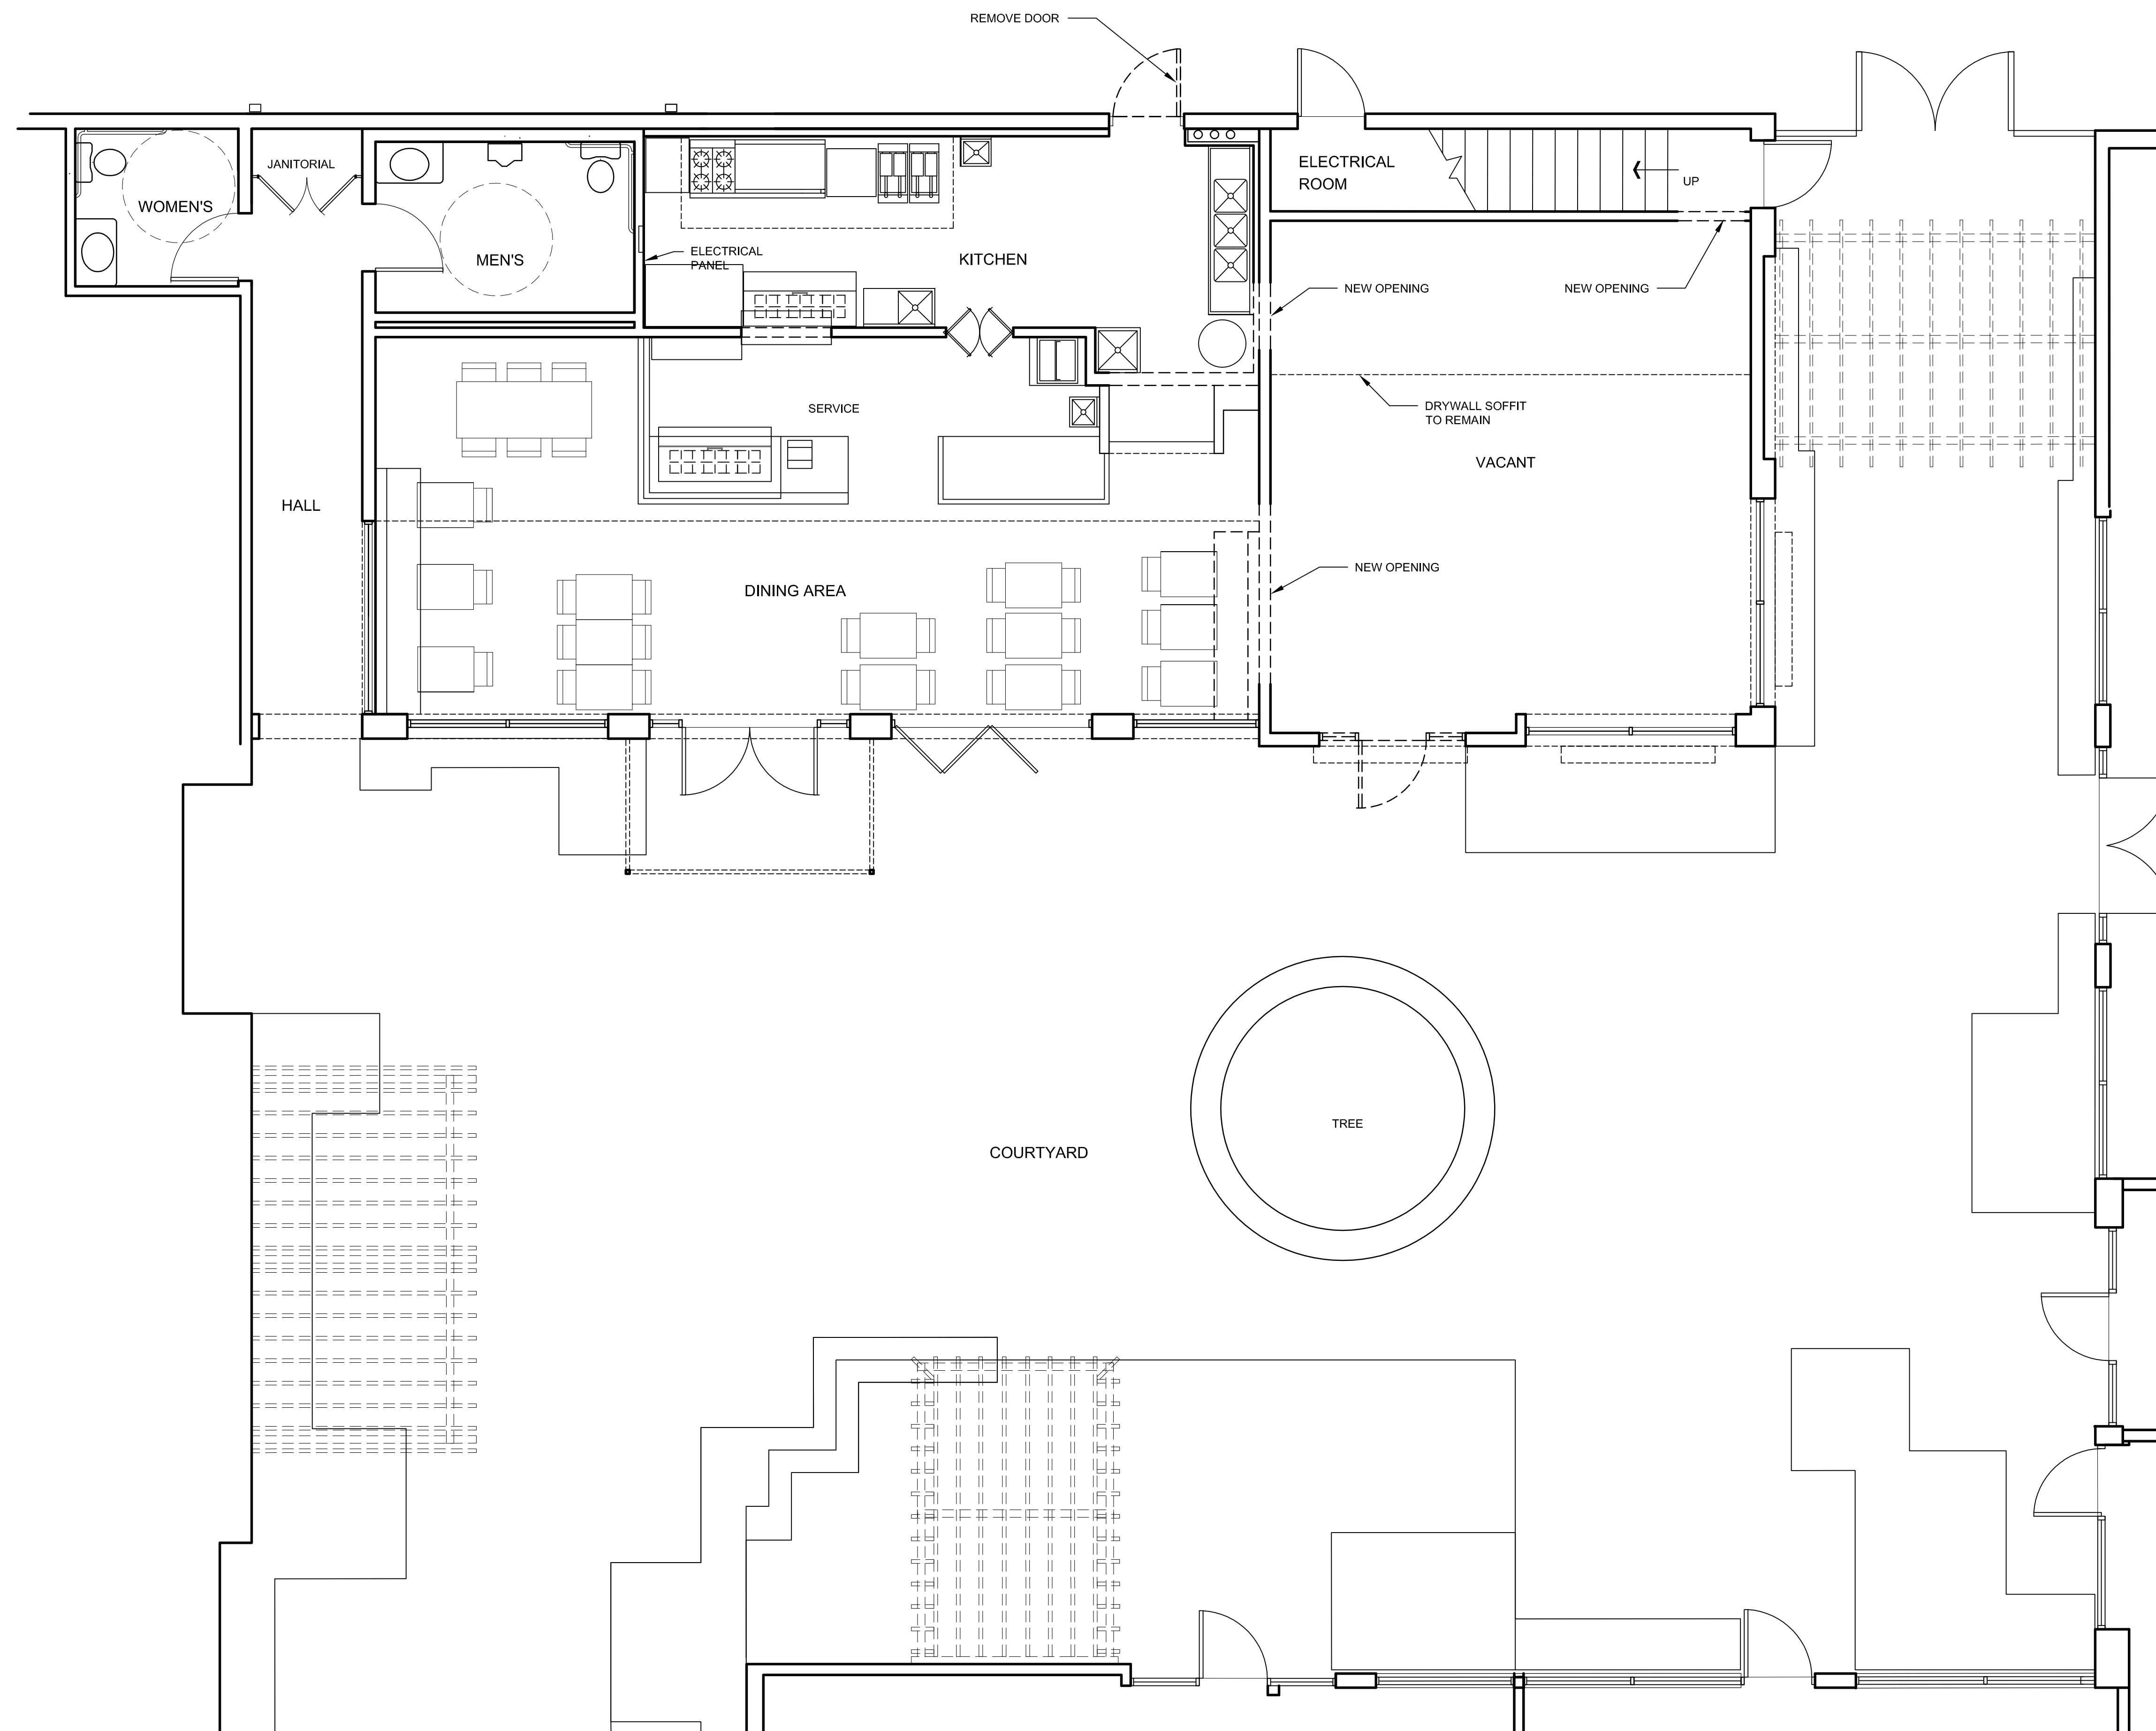 REMOVE DOOR
JANITORIAL
WOMEN'S
MEN'S
ELECTRICAL
PANEL
KITCHEN
ELECTRICAL
ROOM
UP
NEW OPENING
NEW OPENING
SERVICE
DRYWALL SOFFIT
TO REMAIN
VACANT
HALL
DINING AREA
NEW OPENING
TREE
COURTYARD